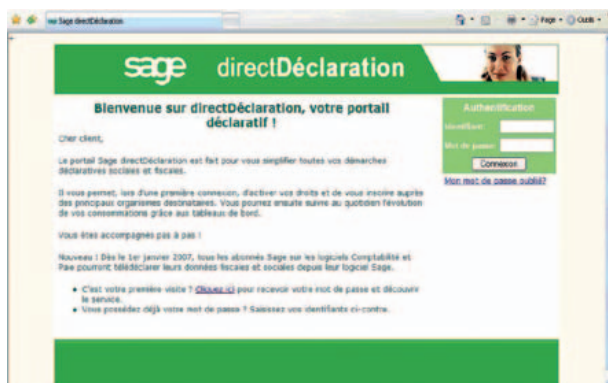 Sage directDéclaration
Page
Outils
sage directDéclaration
Bienvenue sur directDéclaration, votre portail
déclaratif !
Cher client,
Le portail Sage directDéclaration est fait pour vous simplifier toutes vos démarches
déclaratives sociales et fiscales.
Il vous permet, lors d'une première connexion, d'activer vos droits et de vous inscrire auprès
des principaux organismes destinataires. Vous pourrez ensuite suivre au quotidien l'évolution
de vos consommations grâce aux tableaux de bord.
Vous êtes accompagnés pas à pas !
Nouveau ! Dès le 1er janvier 2007, tous les abonnés Sage sur les logiciels Comptabilité et
Paie pourront télédéclarer leurs données fiscales et sociales depuis leur logiciel Sage.
• C'est votre première visite ? Cliquez ici pour recevoir votre mot de passe et découvrir
le service.
• Vous possédez déjà votre mot de passe ? Saisissez vos identifiants ci-contre.
Authentification
Identifiant:
Mot de passe:
Connexion
Mon mot de passe oublié?